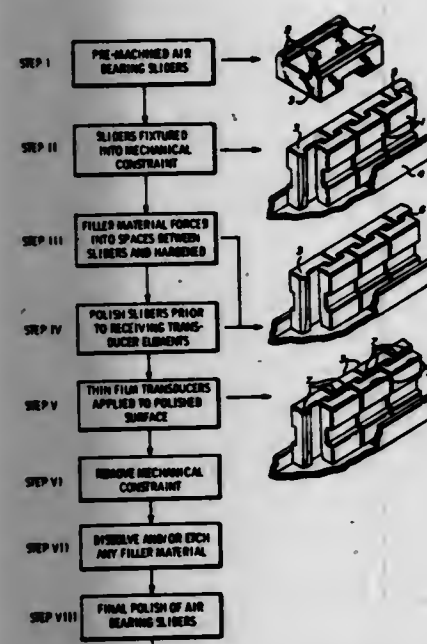 STEP I
PRE-MACHINED AIR
BEARING SLIDERS
STEP II
SLIDERS FIXTURED
INTO MECHANICAL
CONSTRAINT
STEP III
FILLER MATERIAL FORCED
INTO SPACES BETWEEN
SLIDERS AND HARDENED
STEP IV
POLISH SLIDERS PRIOR
TO RECEIVING TRANS-
DUCER ELEMENTS
STEP V
THIN FILM TRANSDUCERS
APPLIED TO POLISHED
SURFACE
STEP VI
REMOVE MECHANICAL
CONSTRAINT
STEP VII
DISSOLVE AND/OR ETCH
ANY FILLER MATERIAL
STEP VIII
FINAL POLISH OF AIR
BEARING SLIDERS